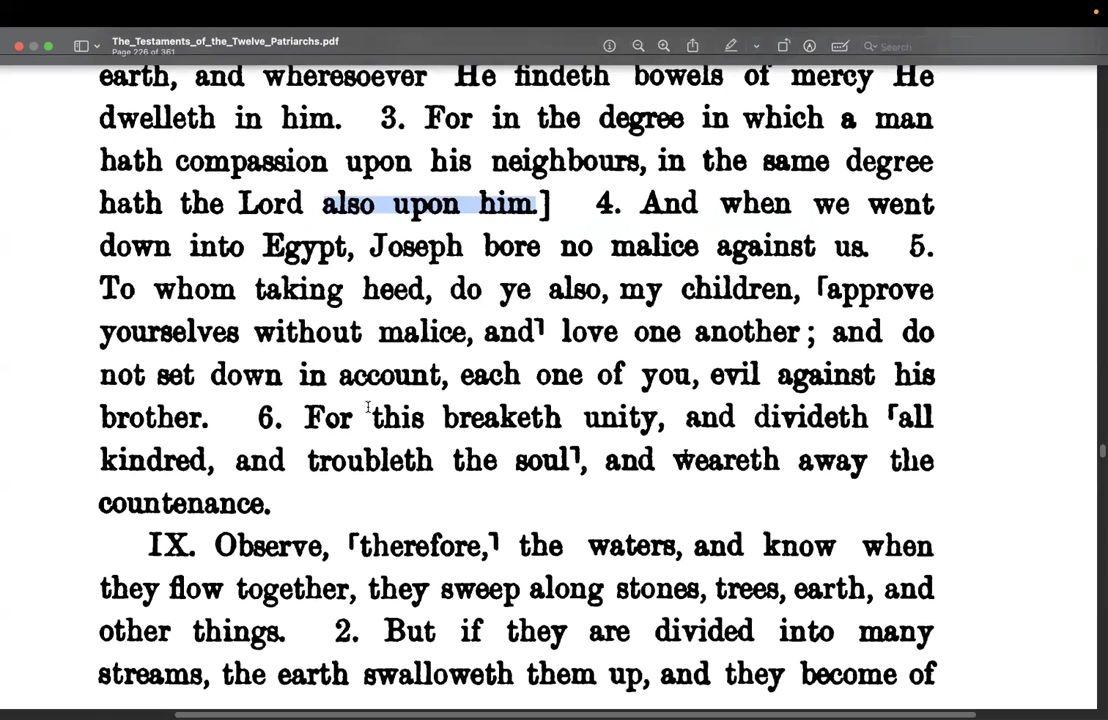 The_Testaments_of_the_Twelve_Patriarchs.pdf
Page 226 of 361
Search
earth, and wheresoever He findeth bowels of mercy He
dwelleth in him. 3. For in the degree in which a man
hath compassion upon his neighbours, in the same degree
hath the Lord also upon him.] 4. And when we went
down into Egypt, Joseph bore no malice against us. 5.
To whom taking heed, do ye also, my children, ⌈approve
yourselves without malice, and⌉ love one another; and do
not set down in account, each one of you, evil against his
brother. 6. For this breaketh unity, and divideth ⌈all
kindred, and troubleth the soul⌉, and weareth away the
countenance.
IX. Observe, ⌈therefore,⌉ the waters, and know when
they flow together, they sweep along stones, trees, earth, and
other things. 2. But if they are divided into many
streams, the earth swalloweth them up, and they become of